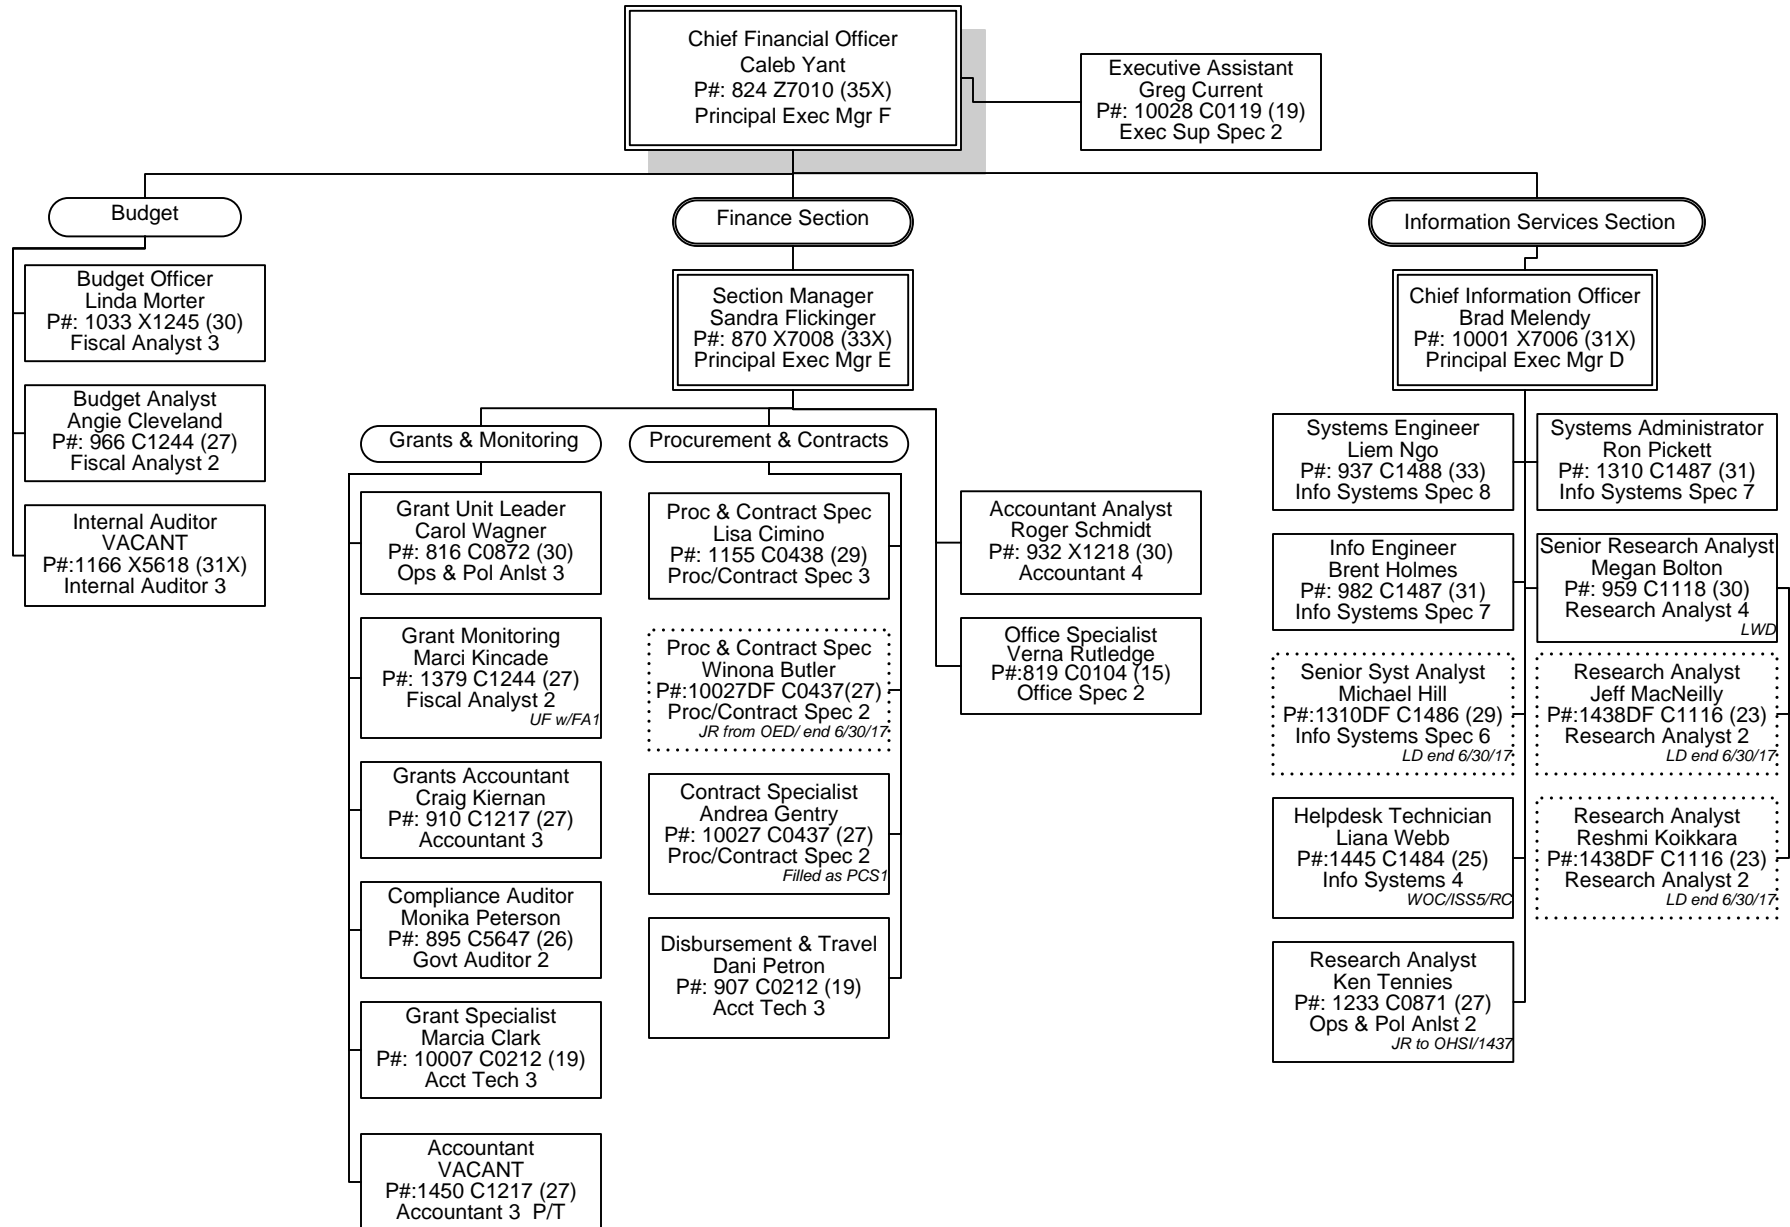 Chief Financial Officer
Caleb Yant
P#: 824 Z7010 (35X)
Principal Exec Mgr F
Executive Assistant
Greg Current
P#: 10028 C0119 (19)
Exec Sup Spec 2
Budget
Budget Officer
Linda Morter
P#: 1033 X1245 (30)
Fiscal Analyst 3
Budget Analyst
Angie Cleveland
P#: 966 C1244 (27)
Fiscal Analyst 2
Internal Auditor
VACANT
P#:1166 X5618 (31X)
Internal Auditor 3
Finance Section
Section Manager
Sandra Flickinger
P#: 870 X7008 (33X)
Principal Exec Mgr E
Grants & Monitoring
Grant Unit Leader
Carol Wagner
P#: 816 C0872 (30)
Ops & Pol Anlst 3
Grant Monitoring
Marci Kincade
P#: 1379 C1244 (27)
Fiscal Analyst 2
UF w/FA1
Grants Accountant
Craig Kiernan
P#: 910 C1217 (27)
Accountant 3
Compliance Auditor
Monika Peterson
P#: 895 C5647 (26)
Govt Auditor 2
Grant Specialist
Marcia Clark
P#: 10007 C0212 (19)
Acct Tech 3
Accountant
VACANT
P#:1450 C1217 (27)
Accountant 3 P/T
Procurement & Contracts
Proc & Contract Spec
Lisa Cimino
P#: 1155 C0438 (29)
Proc/Contract Spec 3
Proc & Contract Spec
Winona Butler
P#:10027DF C0437(27)
Proc/Contract Spec 2
JR from OED/ end 6/30/17
Contract Specialist
Andrea Gentry
P#: 10027 C0437 (27)
Proc/Contract Spec 2
Filled as PCS1
Disbursement & Travel
Dani Petron
P#: 907 C0212 (19)
Acct Tech 3
Accountant Analyst
Roger Schmidt
P#: 932 X1218 (30)
Accountant 4
Office Specialist
Verna Rutledge
P#:819 C0104 (15)
Office Spec 2
Information Services Section
Chief Information Officer
Brad Melendy
P#: 10001 X7006 (31X)
Principal Exec Mgr D
Systems Engineer
Liem Ngo
P#: 937 C1488 (33)
Info Systems Spec 8
Info Engineer
Brent Holmes
P#: 982 C1487 (31)
Info Systems Spec 7
Senior Syst Analyst
Michael Hill
P#:1310DF C1486 (29)
Info Systems Spec 6
LD end 6/30/17
Helpdesk Technician
Liana Webb
P#:1445 C1484 (25)
Info Systems 4
WOC/ISS5/RC
Research Analyst
Ken Tennies
P#: 1233 C0871 (27)
Ops & Pol Anlst 2
JR to OHSI/1437
Systems Administrator
Ron Pickett
P#: 1310 C1487 (31)
Info Systems Spec 7
Senior Research Analyst
Megan Bolton
P#: 959 C1118 (30)
Research Analyst 4
LWD
Research Analyst
Jeff MacNeilly
P#:1438DF C1116 (23)
Research Analyst 2
LD end 6/30/17
Research Analyst
Reshmi Koikkara
P#:1438DF C1116 (23)
Research Analyst 2
LD end 6/30/17